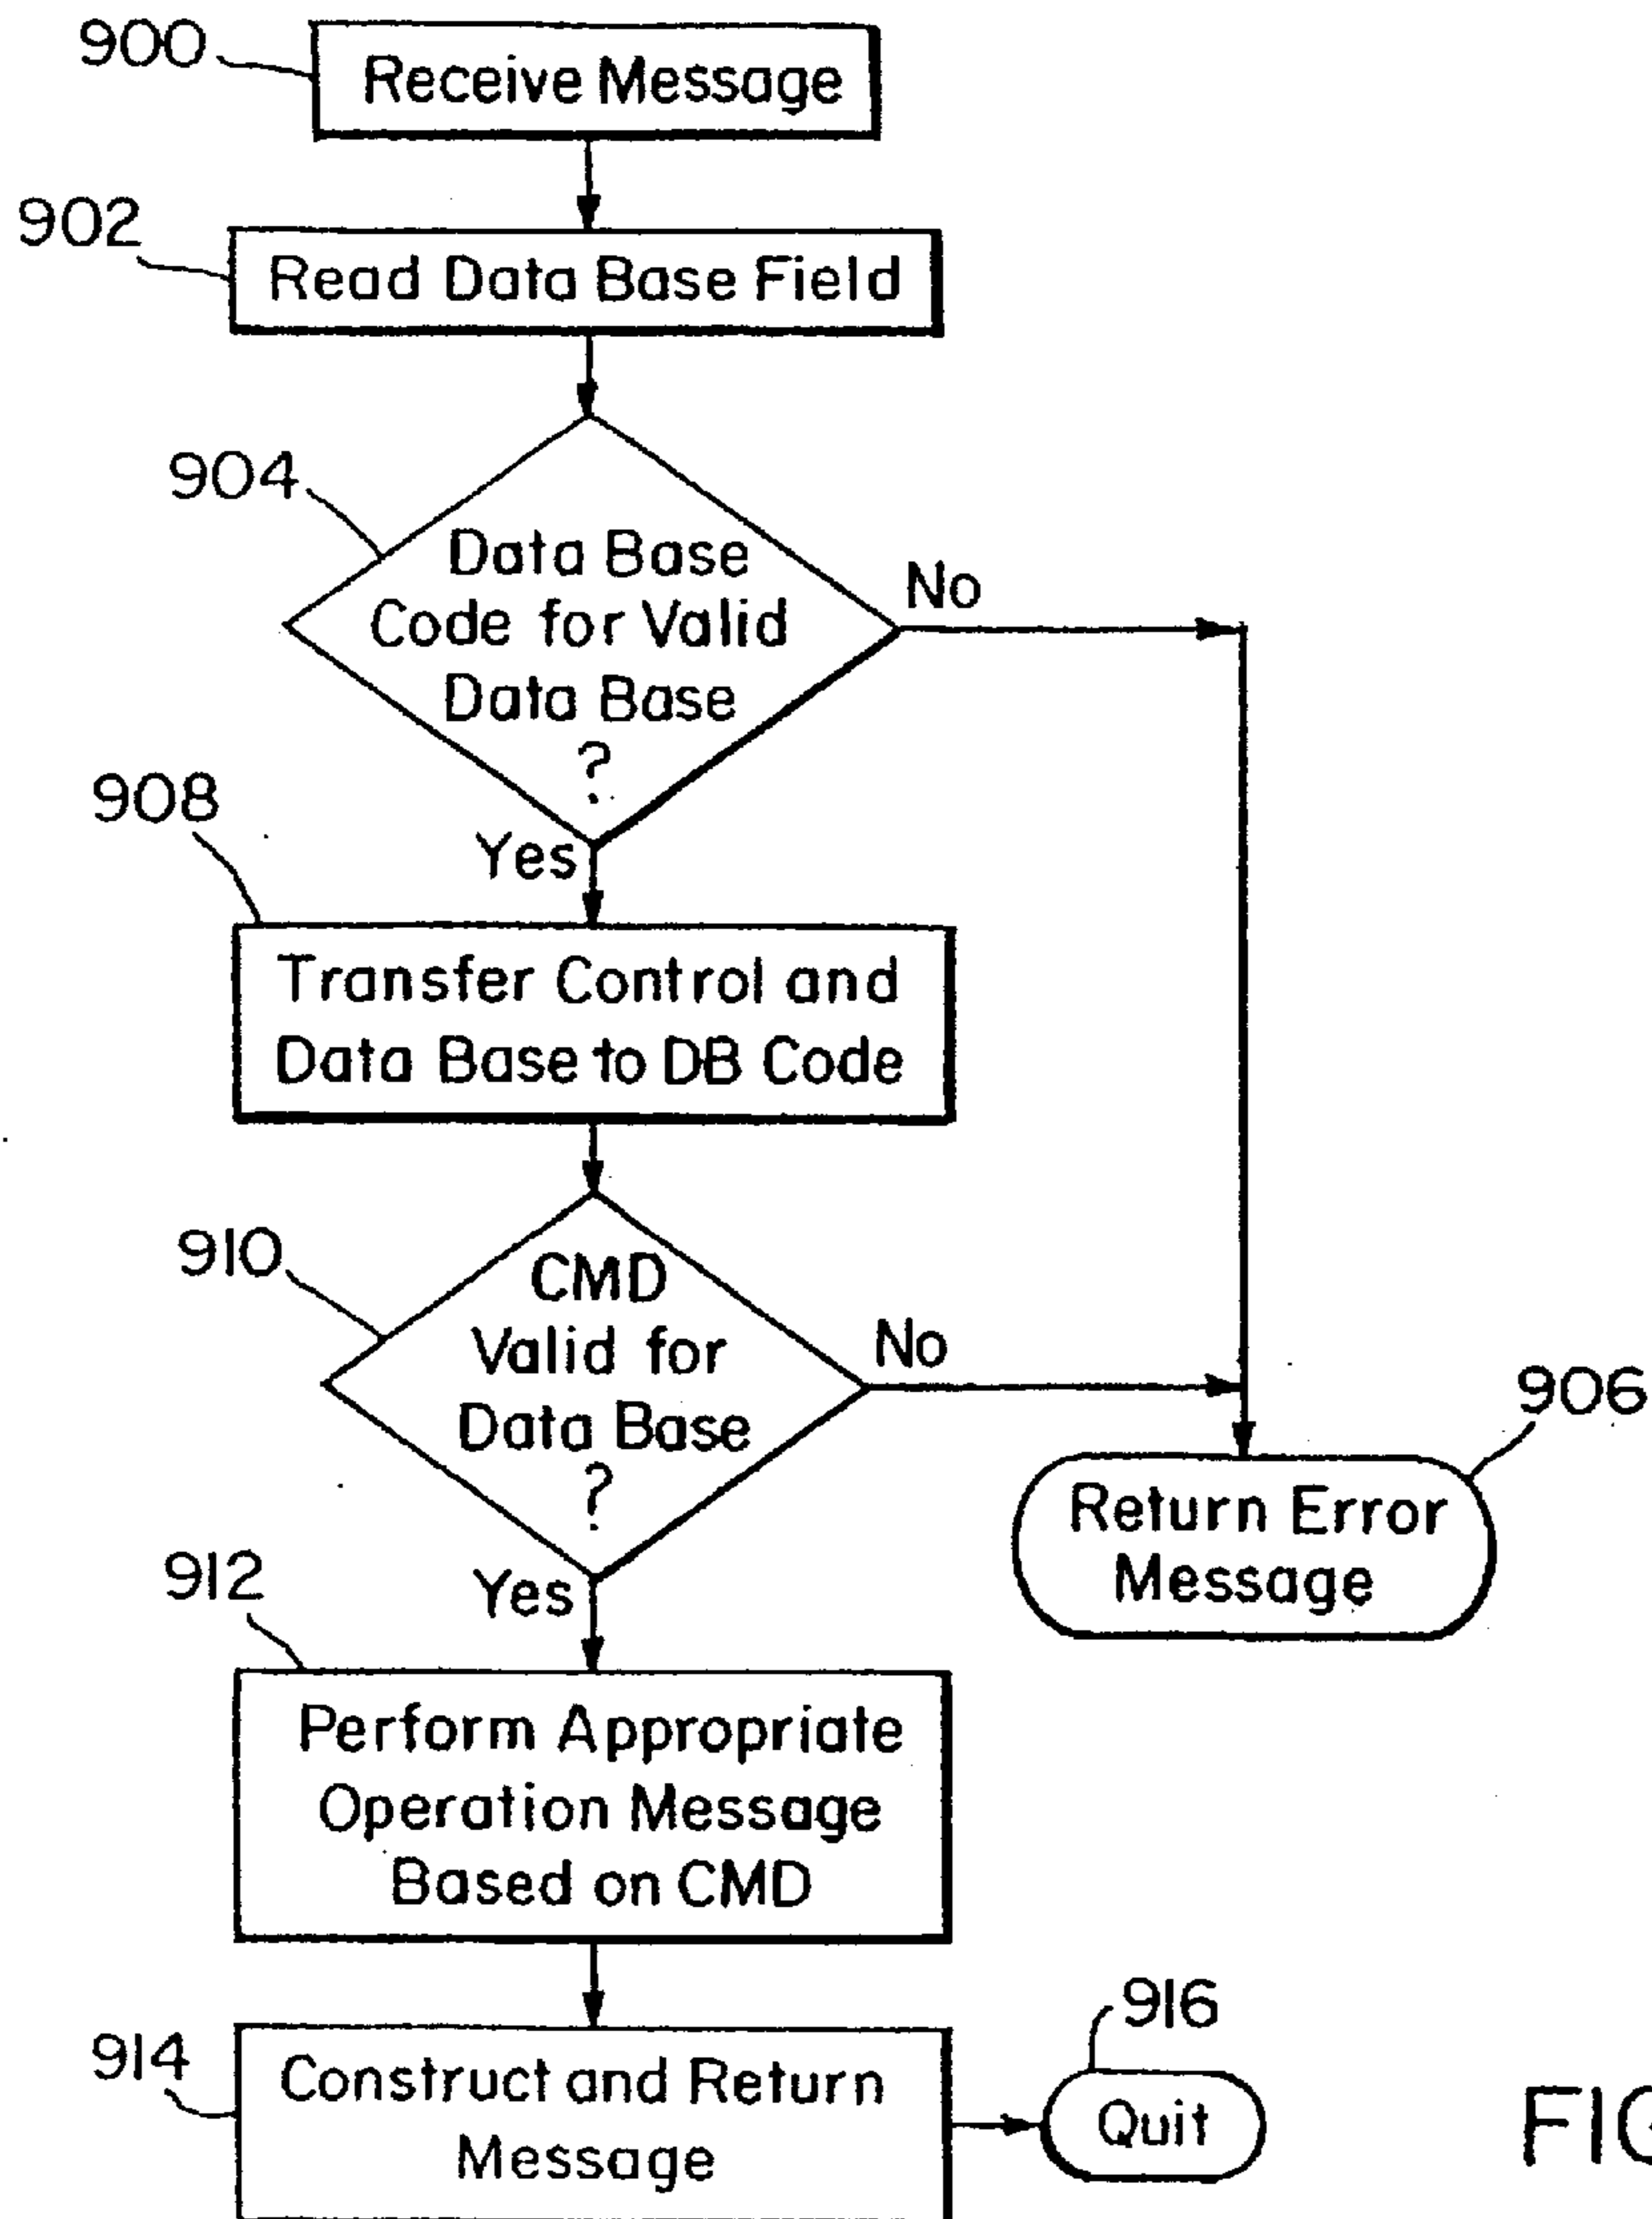 900
Receive Message
902
Read Data Base Field
904
Data Base
Code for Valid
Data Base
?
No
908
Yes
Transfer Control and
Data Base to DB Code
910
CMD
Valid for
Data Base
?
No
906
Return Error
Message
912
Yes
Perform Appropriate
Operation Message
Based on CMD
914
Construct and Return
Message
916
Quit
FIG